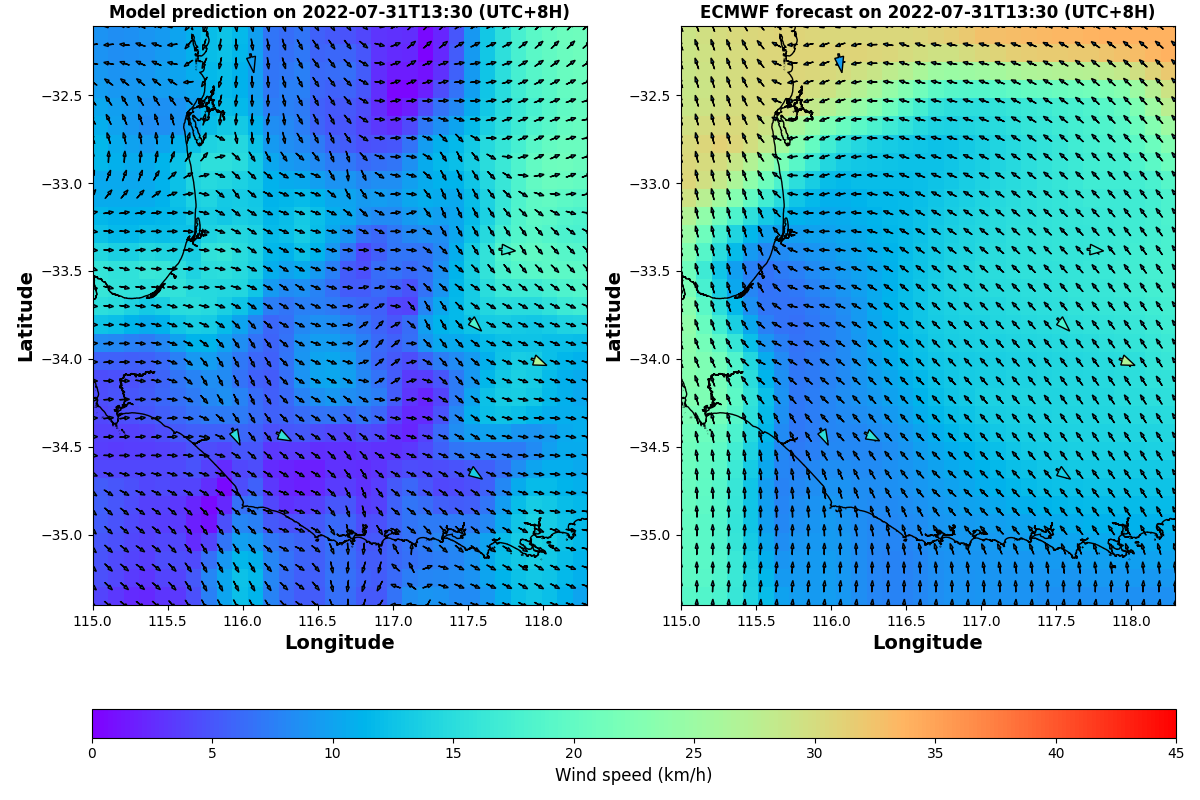 Model prediction on 2022-07-31T13:30 (UTC+8H)
ECMWF forecast on 2022-07-31T13:30 (UTC+8H)
Latitude
−32.5
−33.0
−33.5
−34.0
−34.5
−35.0
115.0 115.5 116.0 116.5 117.0 117.5 118.0
Longitude
Latitude
−32.5
−33.0
−33.5
−34.0
−34.5
−35.0
115.0 115.5 116.0 116.5 117.0 117.5 118.0
Longitude
0 5 10 15 20 25 30 35 40 45
Wind speed (km/h)